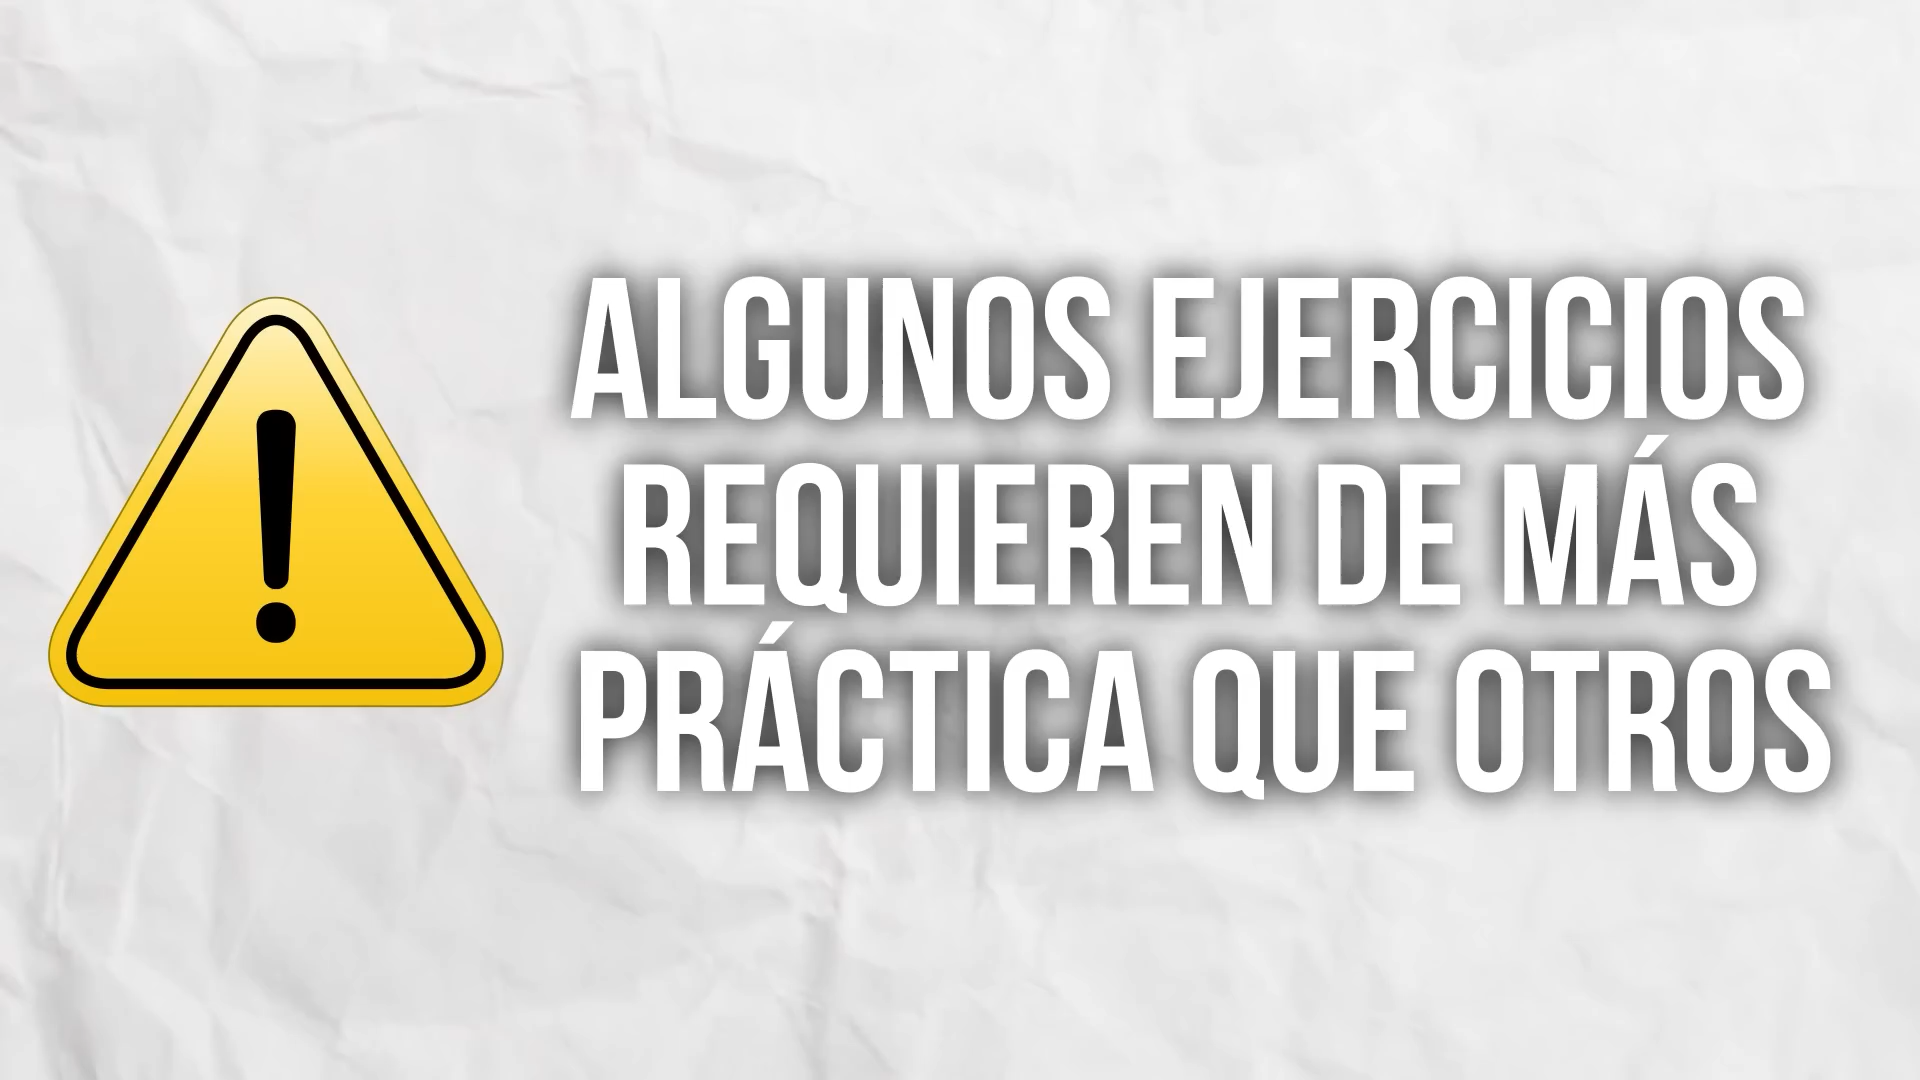 ALGUNOS EJERCICIOS
REQUIEREN DE MÁS
PRÁCTICA QUE OTROS